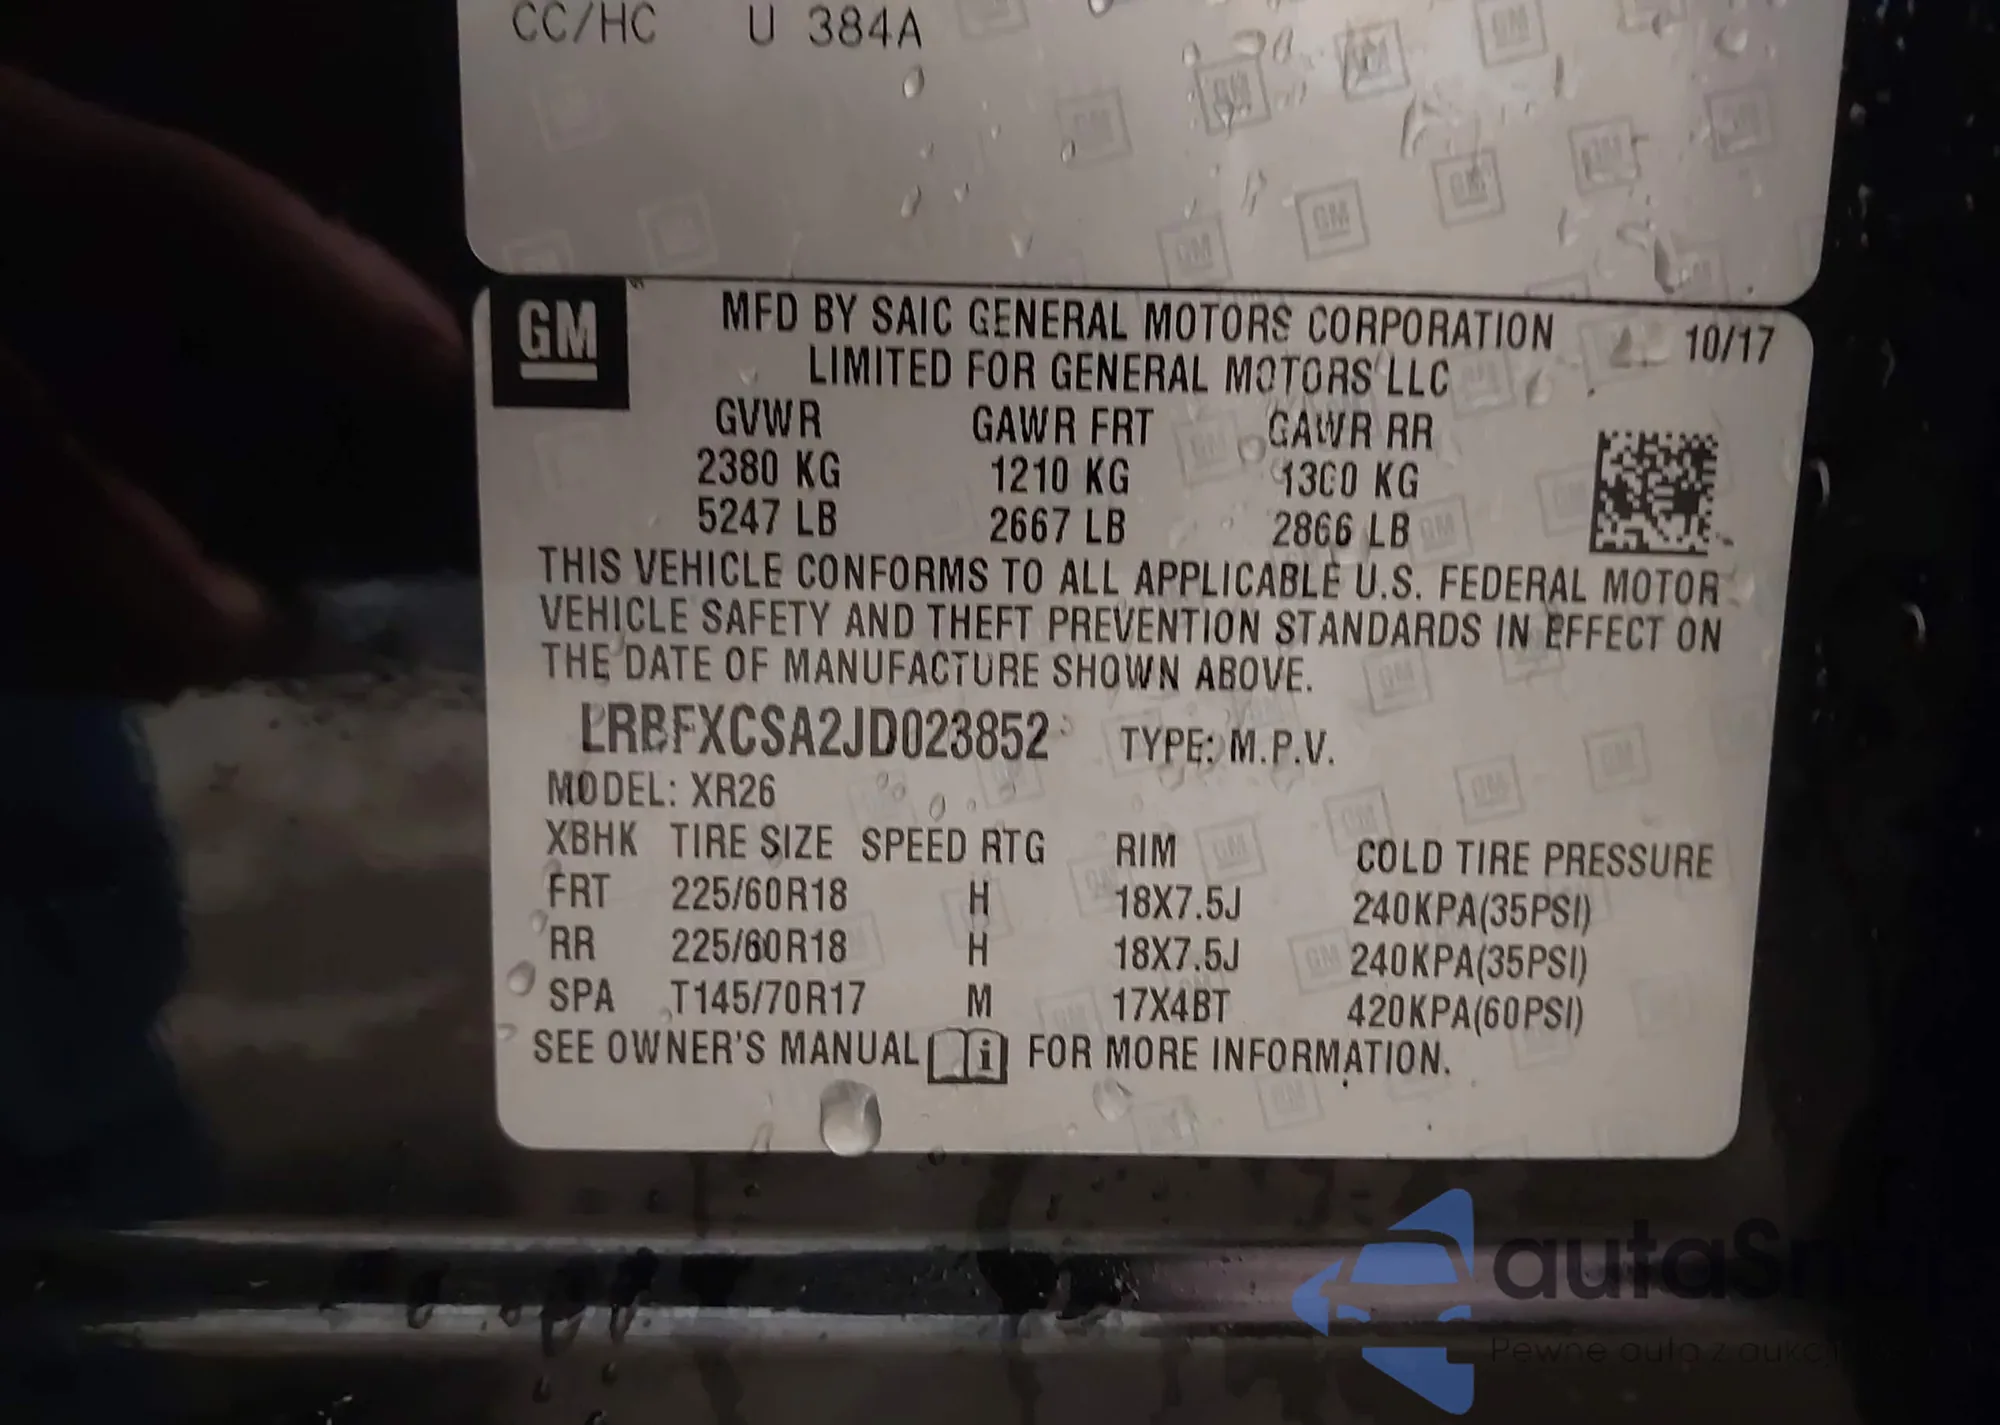 CC/HC U 384A
GM
MFD BY SAIC GENERAL MOTORS CORPORATION 10/17
LIMITED FOR GENERAL MOTORS LLC
GVWR GAWR FRT GAWR RR
2380 KG 1210 KG 1300 KG
5247 LB 2667 LB 2866 LB
THIS VEHICLE CONFORMS TO ALL APPLICABLE U.S. FEDERAL MOTOR
VEHICLE SAFETY AND THEFT PREVENTION STANDARDS IN EFFECT ON
THE DATE OF MANUFACTURE SHOWN ABOVE.
LRBFXCSA2JD023852 TYPE: M.P.V.
MODEL: XR26
XBHK TIRE SIZE SPEED RTG RIM COLD TIRE PRESSURE
FRT 225/60R18 H 18X7.5J 240KPA(35PSI)
RR 225/60R18 H 18X7.5J 240KPA(35PSI)
SPA T145/70R17 M 17X4BT 420KPA(60PSI)
SEE OWNER'S MANUAL FOR MORE INFORMATION.
autaSnap
Pewne auto z